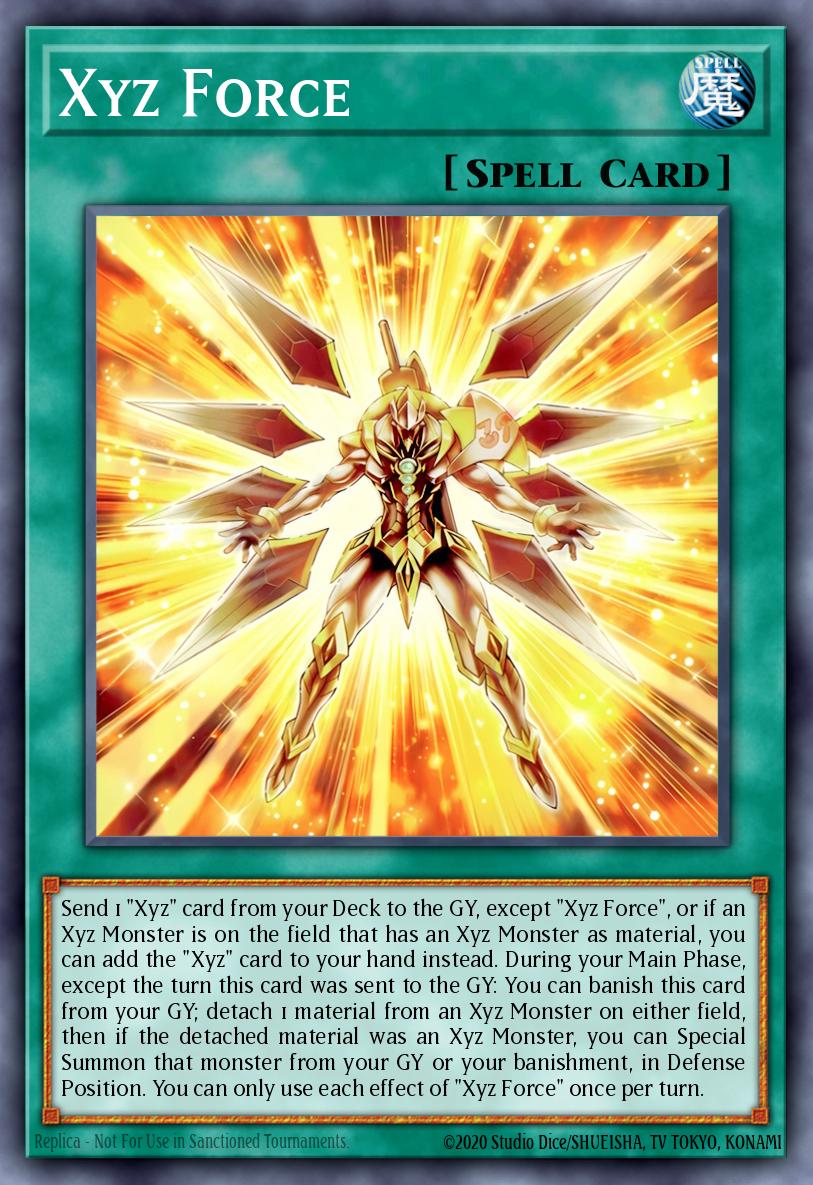 Xyz Force
SPELL
魔
[ Spell Card ]
39
Send 1 "Xyz" card from your Deck to the GY, except "Xyz Force", or if an
Xyz Monster is on the field that has an Xyz Monster as material, you
can add the "Xyz" card to your hand instead. During your Main Phase,
except the turn this card was sent to the GY: You can banish this card
from your GY; detach 1 material from an Xyz Monster on either field,
then if the detached material was an Xyz Monster, you can Special
Summon that monster from your GY or your banishment, in Defense
Position. You can only use each effect of "Xyz Force" once per turn.
Replica - Not For Use in Sanctioned Tournaments.
©2020 Studio Dice/SHUEISHA, TV TOKYO, KONAMI